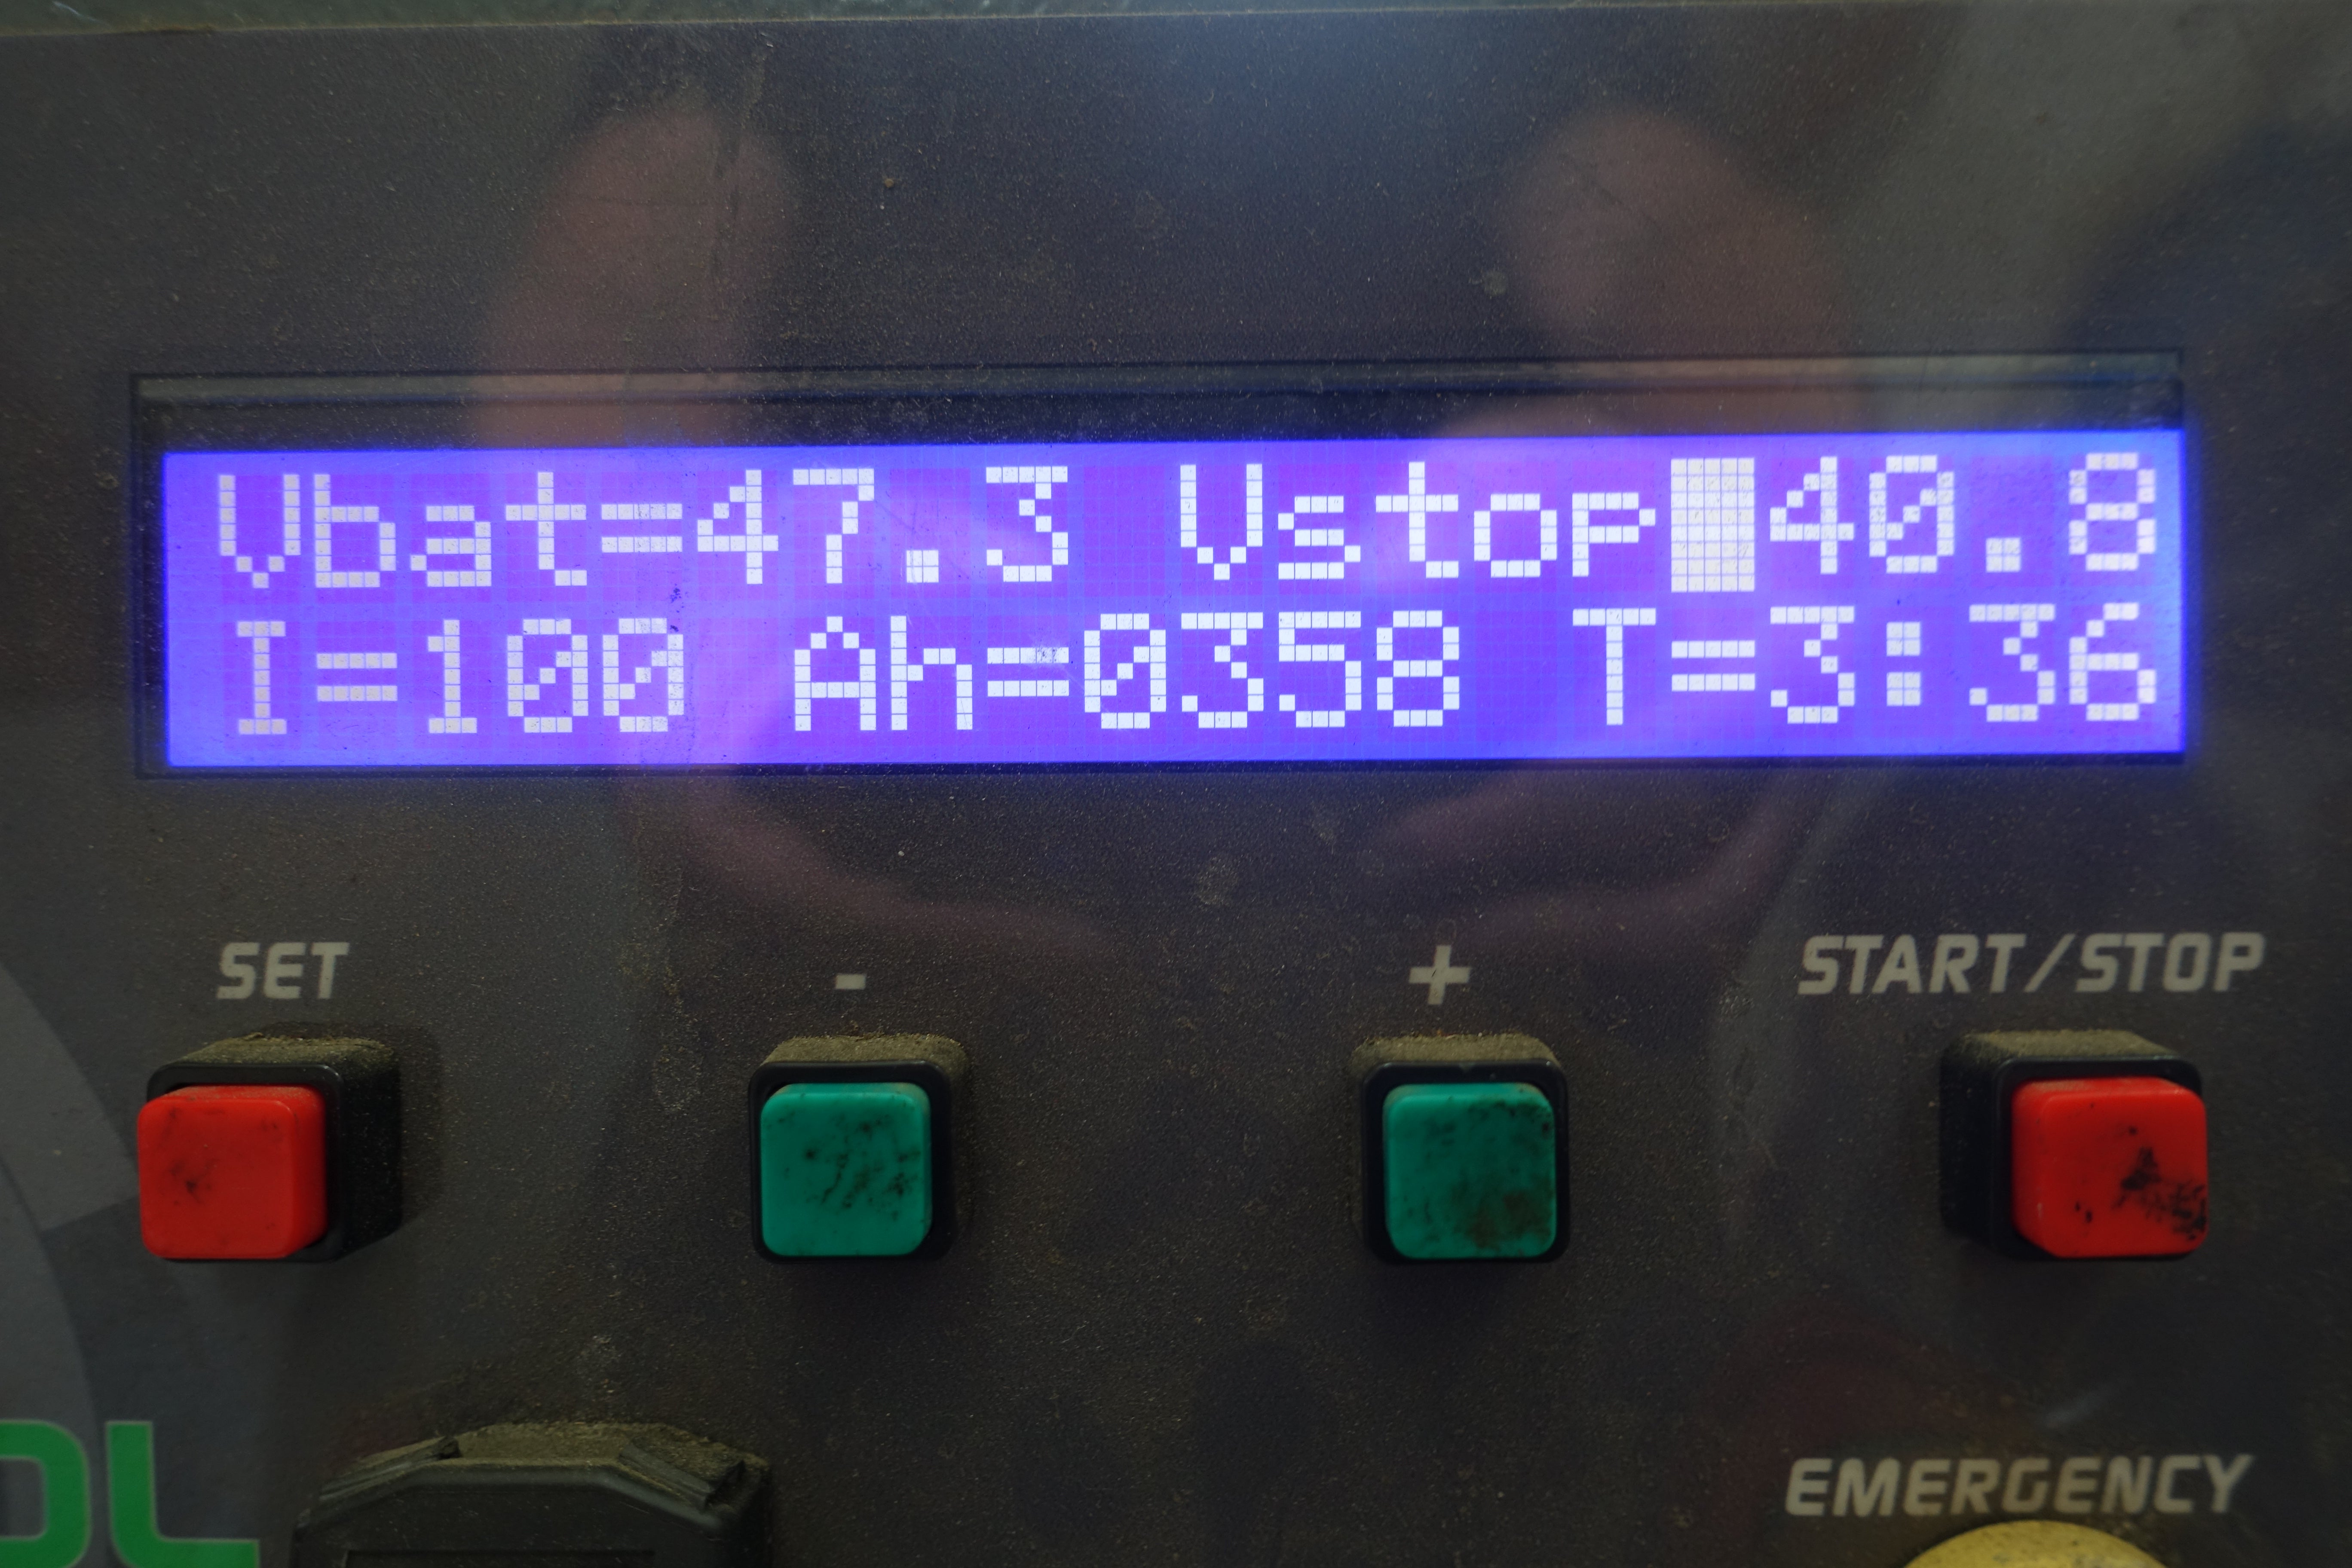 Vbat=47.3 Vstop█40.8
I=100 Ah=0358 T=3:36
SET - + START/STOP
EMERGENCY